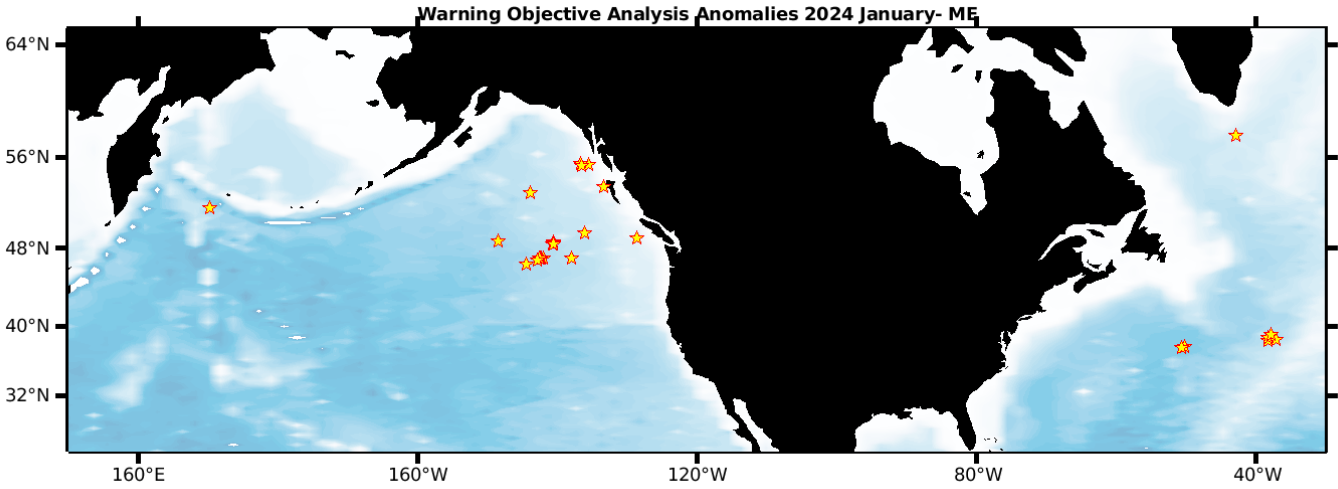 Warning Objective Analysis Anomalies 2024 January- ME
64°N
56°N
48°N
40°N
32°N
160°E 160°W 120°W 80°W 40°W